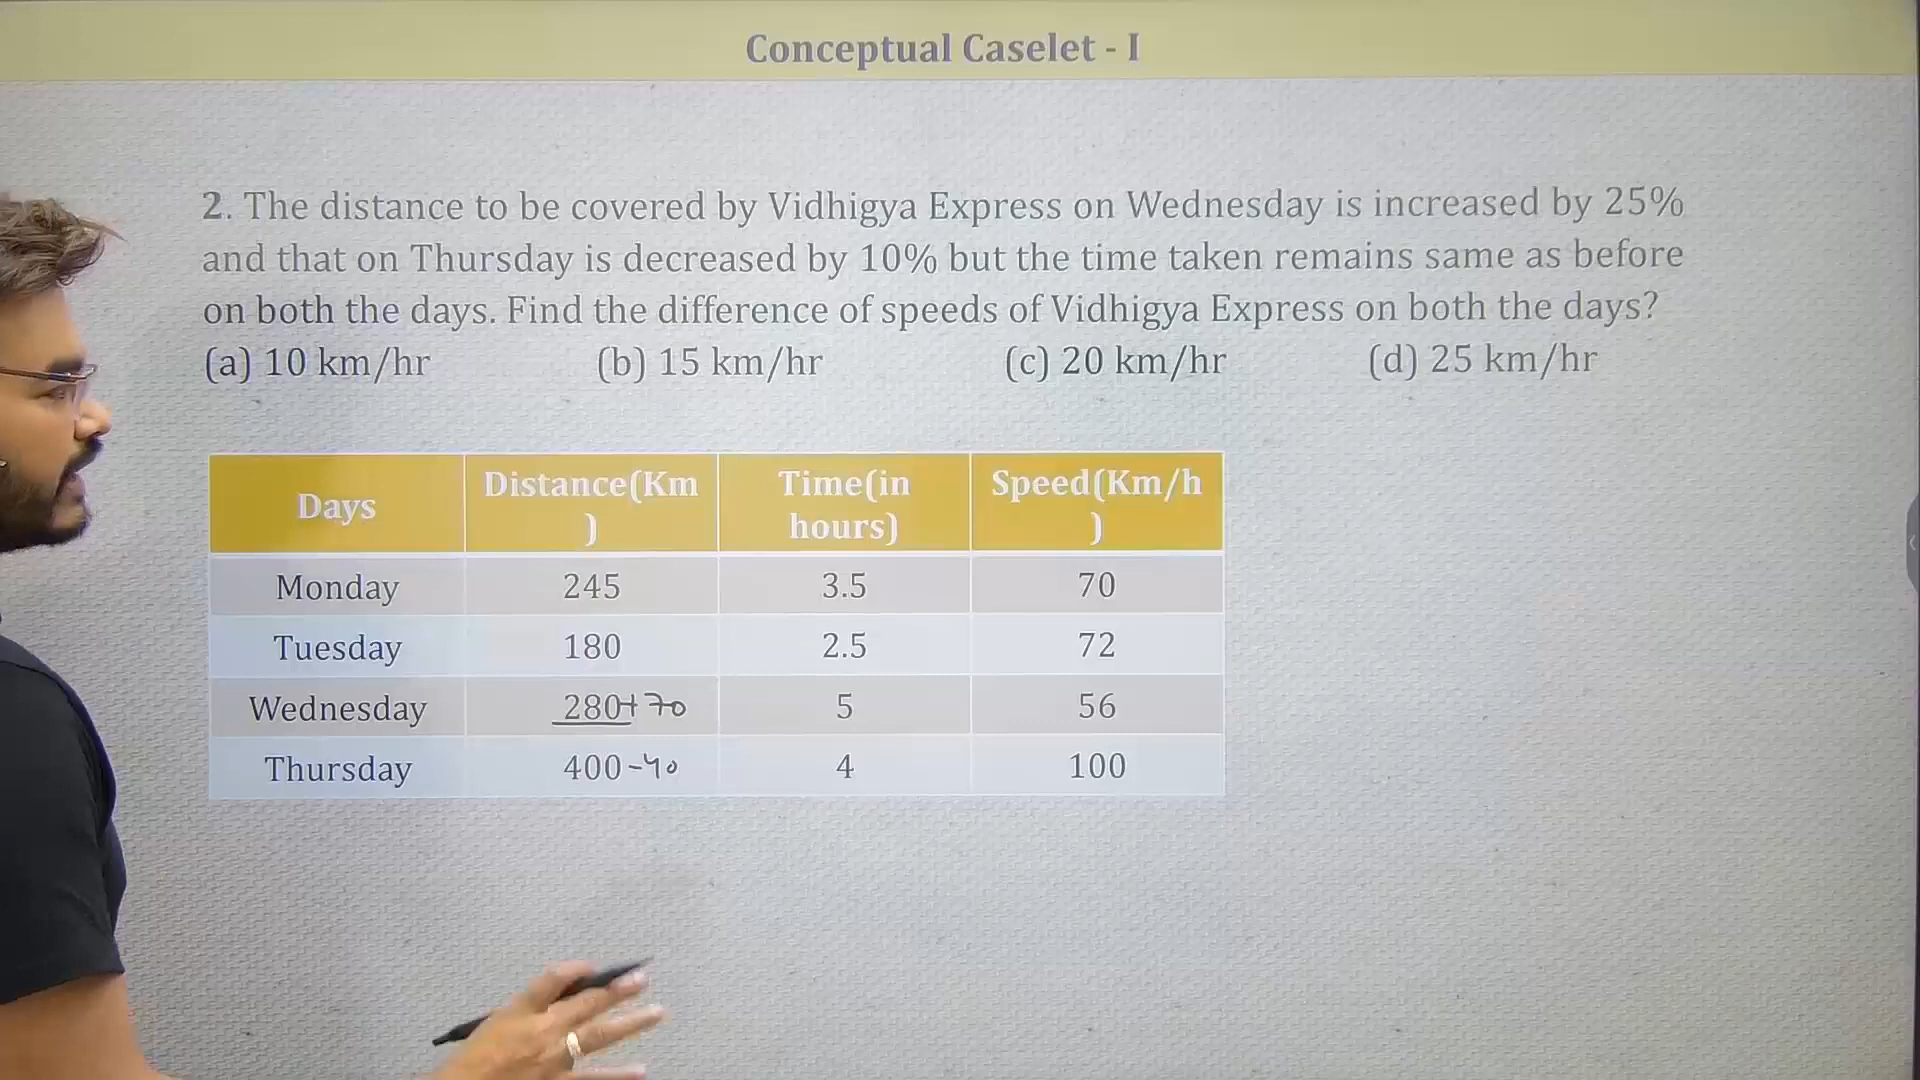 Conceptual Caselet - I
2. The distance to be covered by Vidhigya Express on Wednesday is increased by 25%
and that on Thursday is decreased by 10% but the time taken remains same as before
on both the days. Find the difference of speeds of Vidhigya Express on both the days?
(a) 10 km/hr (b) 15 km/hr (c) 20 km/hr (d) 25 km/hr
Days Distance(Km) Time(in hours) Speed(Km/h)
Monday 245 3.5 70
Tuesday 180 2.5 72
Wednesday 280+70 5 56
Thursday 400-40 4 100